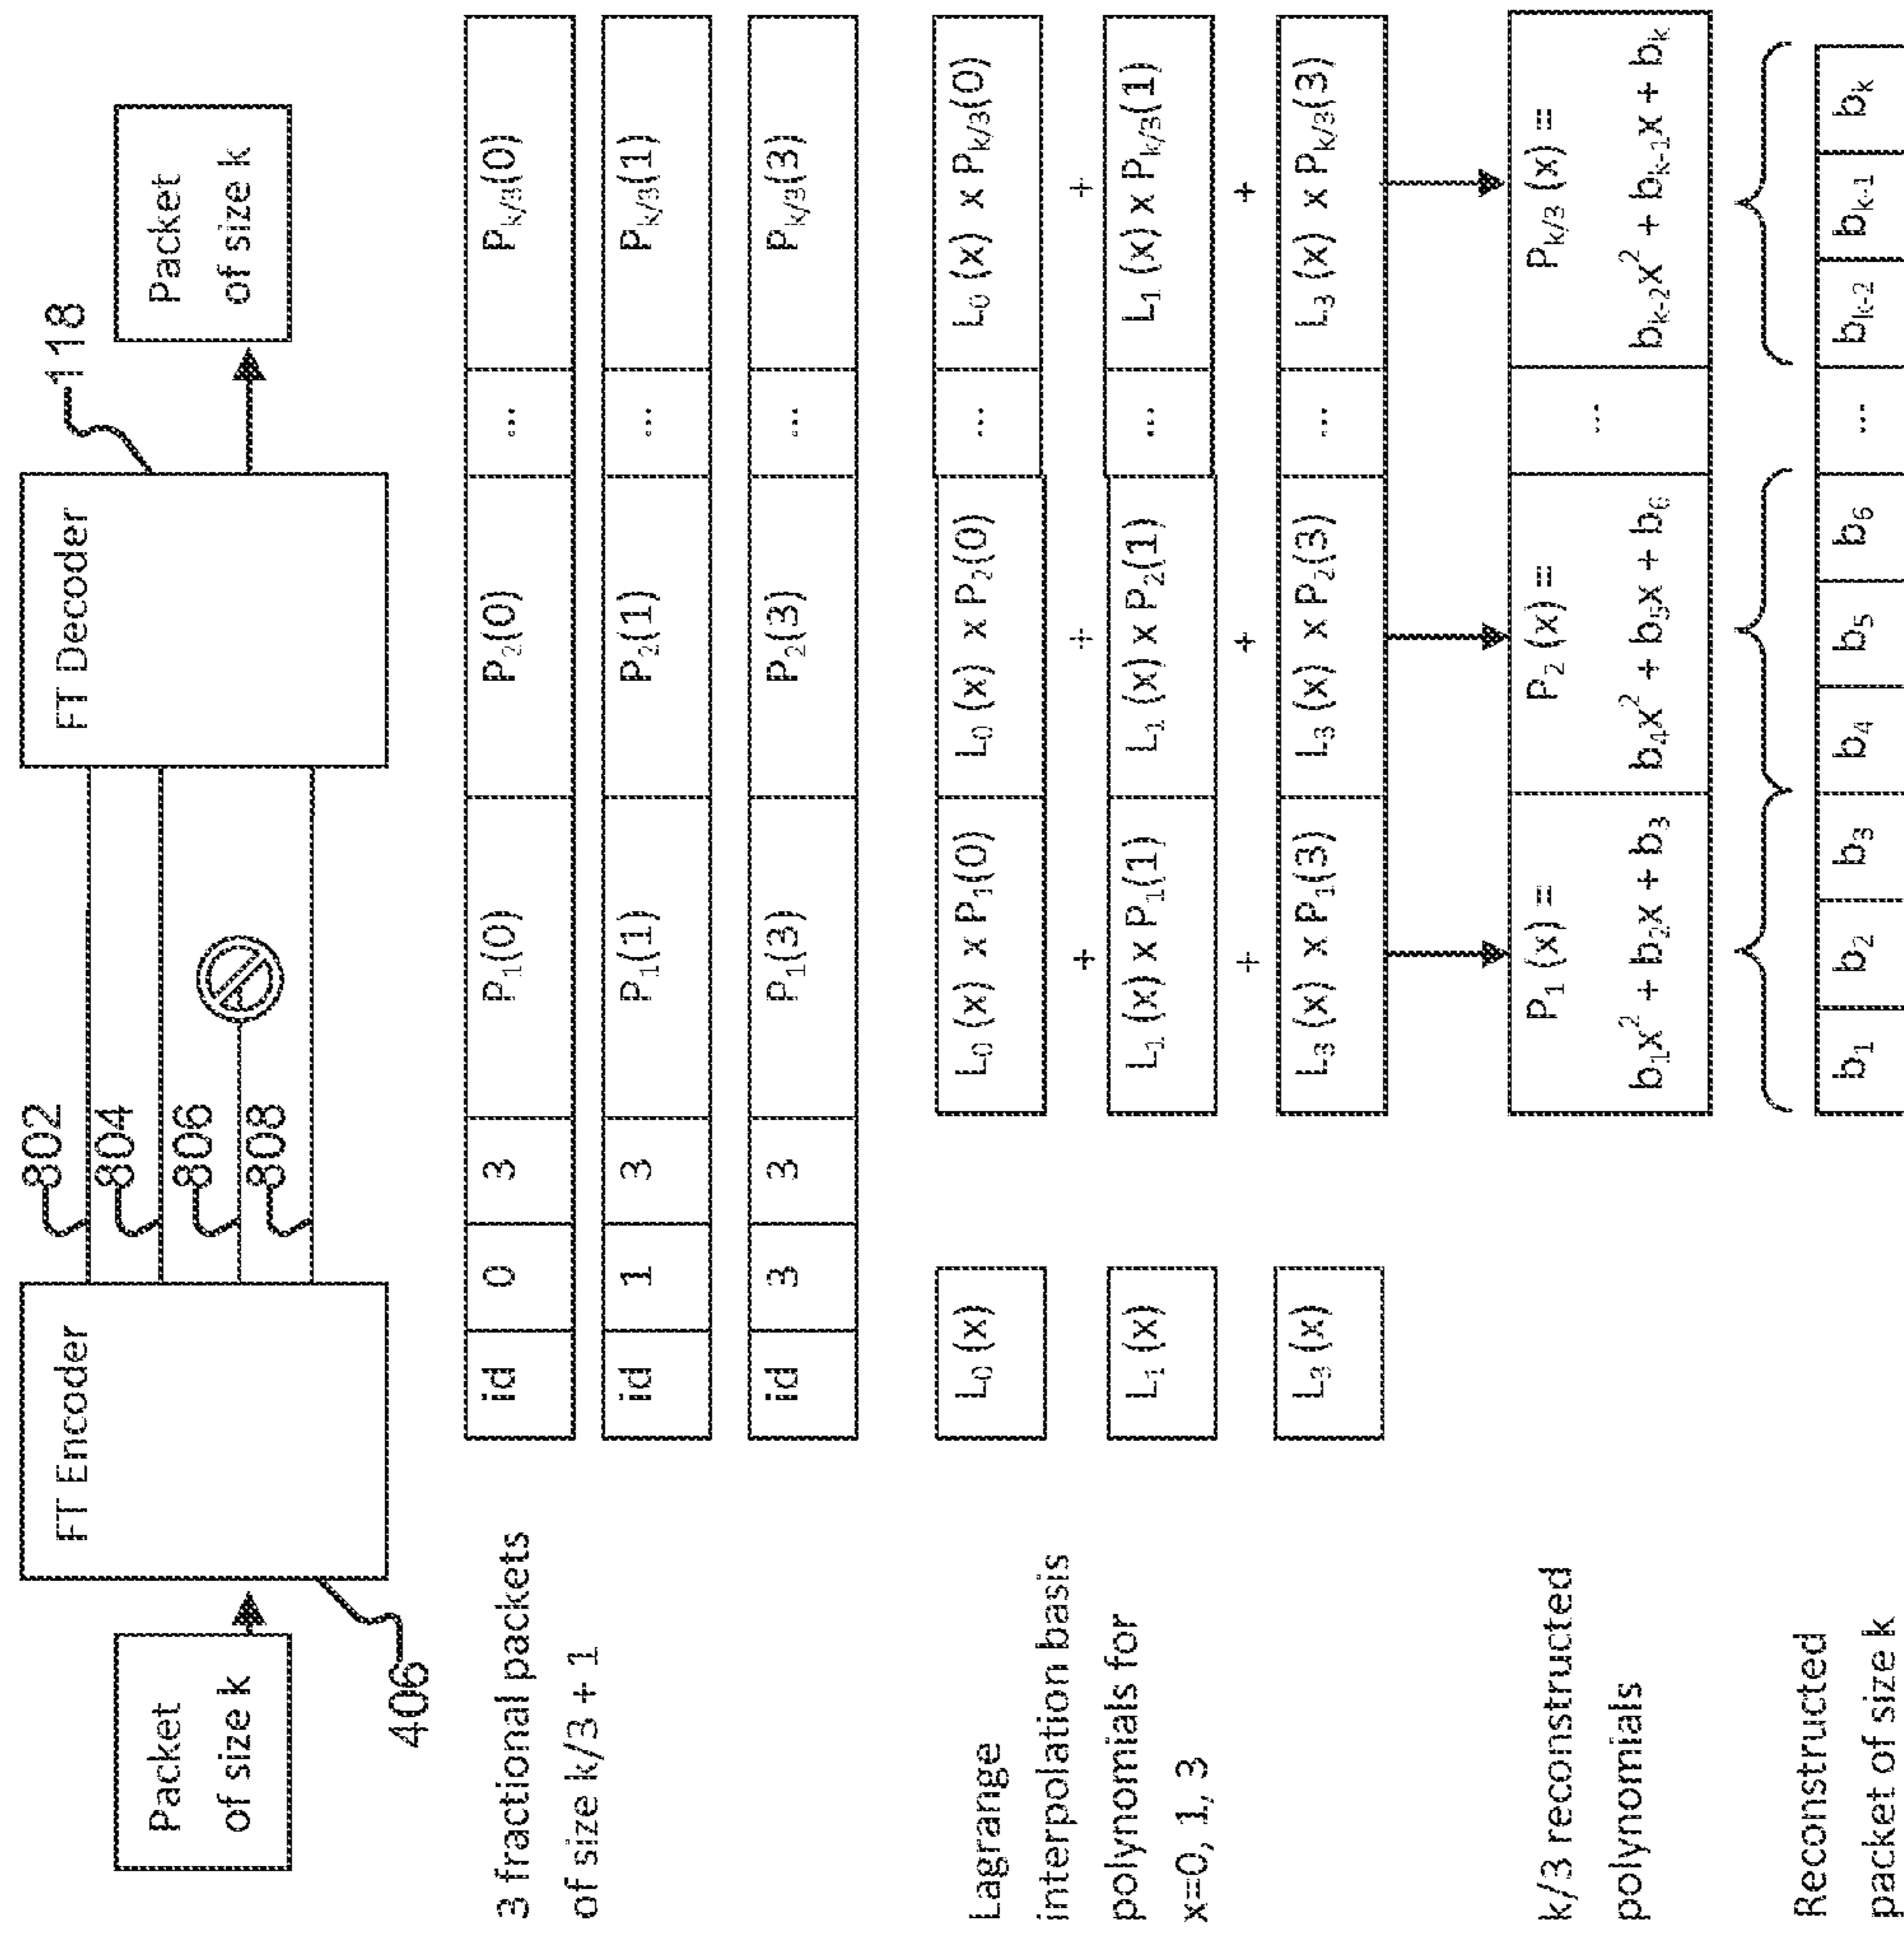 Packet
of size k
406
FT Encoder
802
804
806
808
FT Decoder
118
Packet
of size k
3 fractional packets
of size k/3 + 1
id 0 3 P₁(0) P₂(0) ... Pk/3(0)
id 1 3 P₁(1) P₂(1) ... Pk/3(1)
id 3 3 P₁(3) P₂(3) ... Pk/3(3)
Lagrange
interpolation basis
polynomials for
x=0, 1, 3
L₀ (x) L₀ (x) x P₁(0) L₀ (x) x P₂(0) ... L₀ (x) x Pk/3(0)
+ + +
L₁ (x) L₁ (x) x P₁(1) L₁ (x) x P₂(1) ... L₁ (x) x Pk/3(1)
+ + +
L₃ (x) L₃ (x) x P₁(3) L₃ (x) x P₂(3) ... L₃ (x) x Pk/3(3)
k/3 reconstructed
polynomials
P₁ (x) =
b₁x² + b₂x + b₃
P₂ (x) =
b₄x² + b₅x + b₆
...
Pk/3 (x) =
bk-2x² + bk-1x + bk
Reconstructed
packet of size k
b₁ b₂ b₃ b₄ b₅ b₆ ... bk-2 bk-1 bk